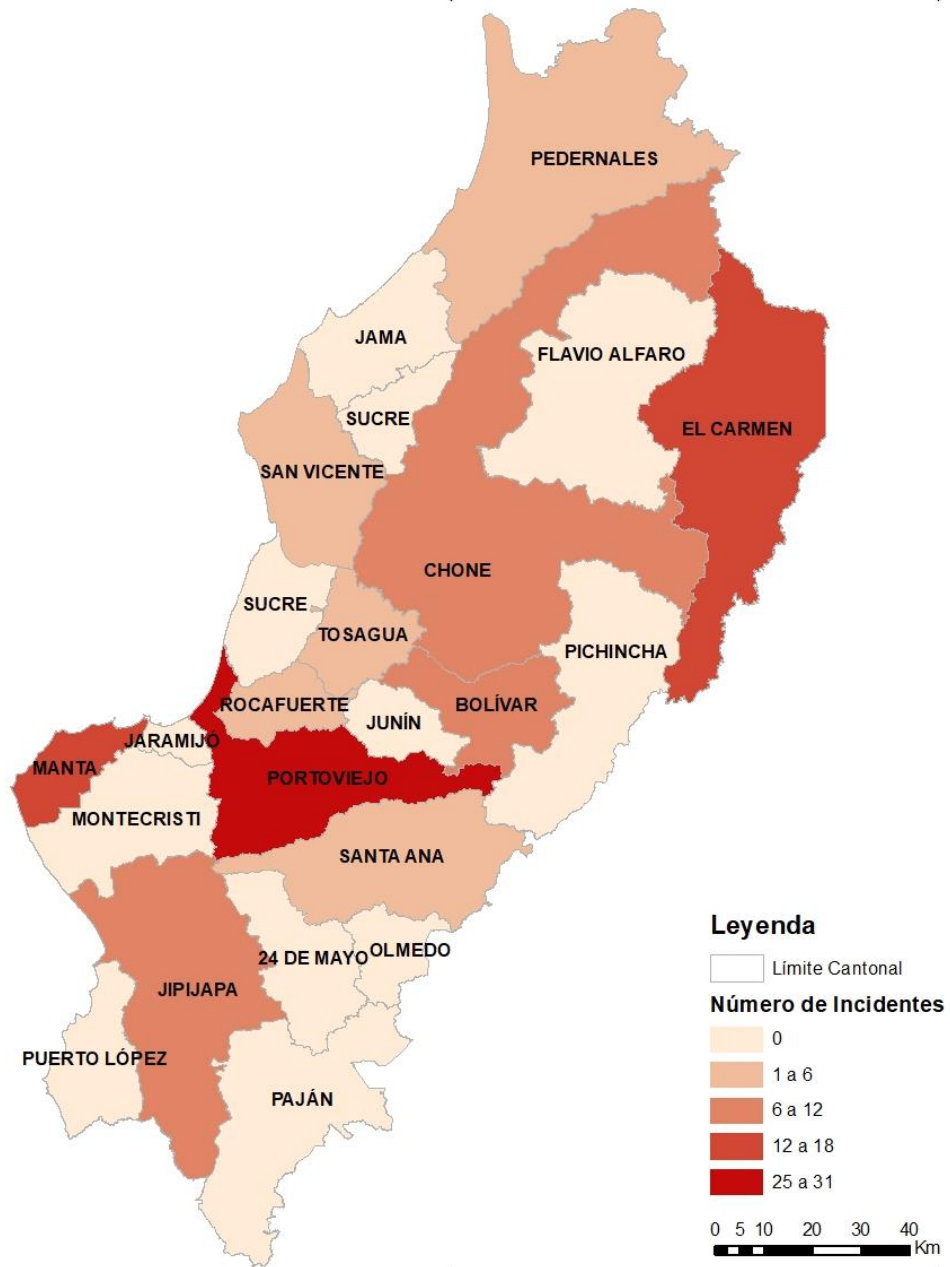 PEDERNALES
JAMA
FLAVIO ALFARO
SUCRE
EL CARMEN
SAN VICENTE
CHONE
SUCRE
TOSAGUA
PICHINCHA
ROCAFUERTE
BOLÍVAR
JUNÍN
JARAMIJÓ
MANTA
PORTOVIEJO
MONTECRISTI
SANTA ANA
24 DE MAYO
OLMEDO
JIPIJAPA
PUERTO LÓPEZ
PAJÁN
Leyenda
Límite Cantonal
Número de Incidentes
0
1 a 6
6 a 12
12 a 18
25 a 31
0 5 10 20 30 40
Km